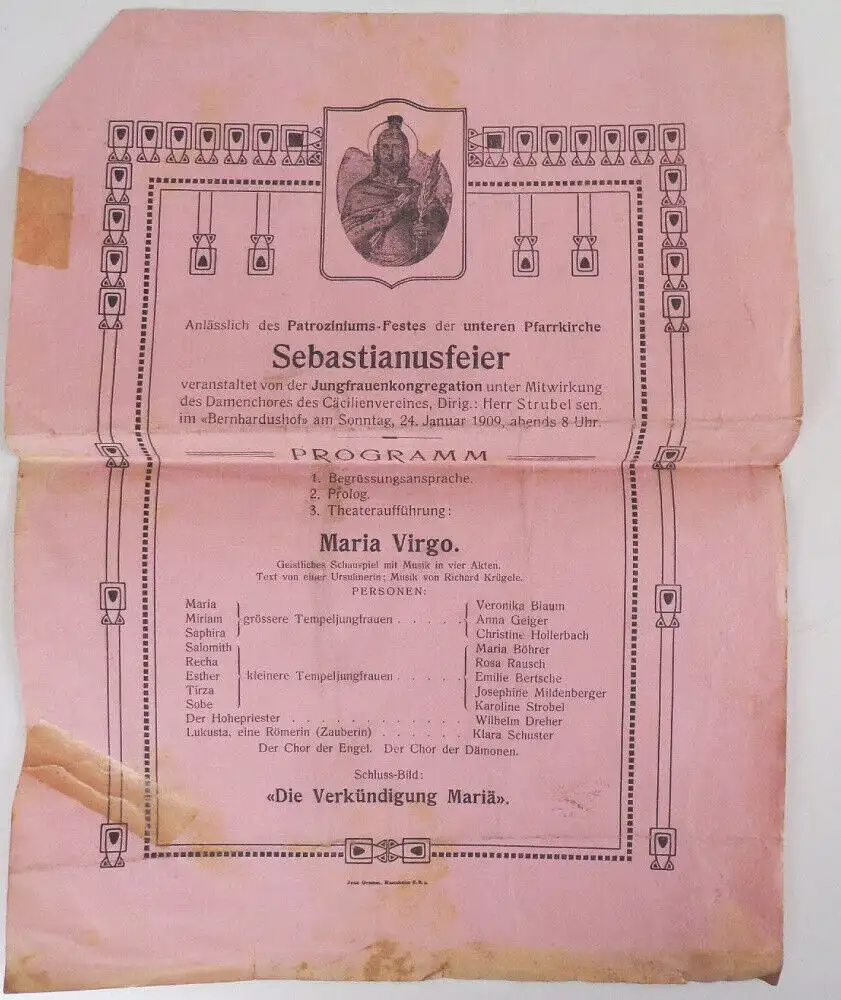 Anlässlich des Patroziniums-Festes der unteren Pfarrkirche
Sebastianusfeier
veranstaltet von der Jungfrauenkongregation unter Mitwirkung
des Damenchores des Cäcilienvereines, Dirig.: Herr Strubel sen.
im «Bernhardushof» am Sonntag, 24. Januar 1909, abends 8 Uhr.
PROGRAMM
1. Begrüssungsansprache.
2. Prolog.
3. Theateraufführung:
Maria Virgo.
Geistliches Schauspiel mit Musik in vier Akten.
Text von einer Ursulinerin; Musik von Richard Krügele.
PERSONEN:
Maria Veronika Blaum
Miriam grössere Tempeljungfrauen . . . . . Anna Geiger
Saphira Christine Hollerbach
Salomith Maria Böhrer
Recha Rosa Rausch
Esther kleinere Tempeljungfrauen . . . . . Emilie Bertsche
Tirza Josephine Mildenberger
Sobe Karoline Strobel
Der Hohepriester . . . . . . . . . . . . Wilhelm Dreher
Lukusta, eine Römerin (Zauberin) . . . . . . Klara Schuster
Der Chor der Engel. Der Chor der Dämonen.
Schluss-Bild:
«Die Verkündigung Mariä».
Gremm, Mannheim